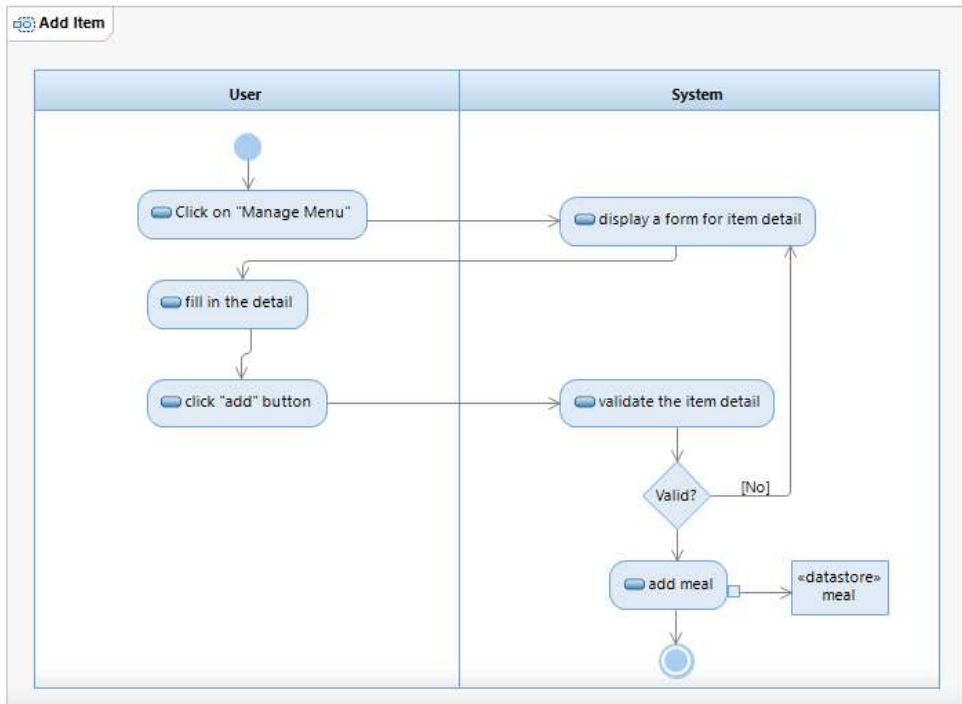 Add Item
User
System
Click on "Manage Menu"
display a form for item detail
fill in the detail
click "add" button
validate the item detail
Valid?
[No]
add meal
«datastore»
meal